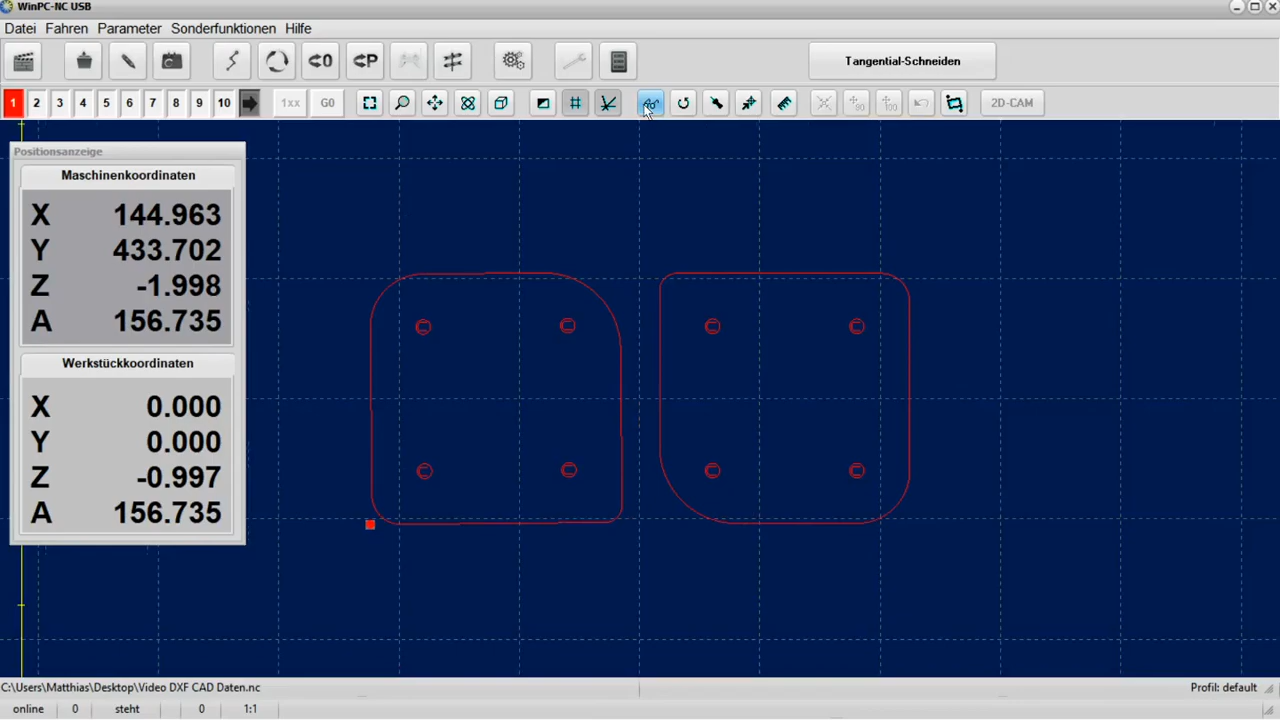 WinPC-NC USB
Datei Fahren Parameter Sonderfunktionen Hilfe
0 P Tangential-Schneiden
1 2 3 4 5 6 7 8 9 10 1xx G0 2D-CAM
Positionsanzeige
Maschinenkoordinaten
X 144.963
Y 433.702
Z -1.998
A 156.735
Werkstückkoordinaten
X 0.000
Y 0.000
Z -0.997
A 156.735
C:\Users\Matthias\Desktop\Video DXF CAD Daten.nc Profil: default
online 0 steht 0 1:1